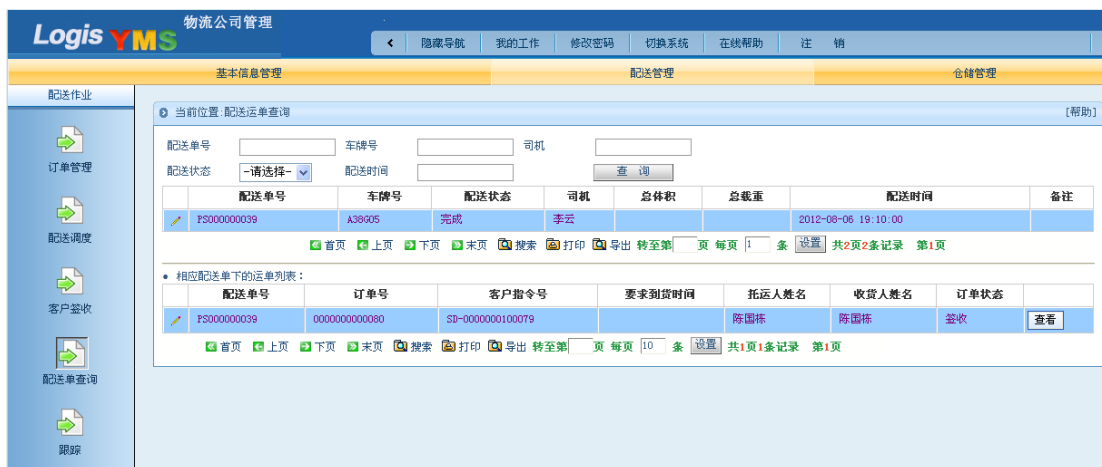 Logis YMS 物流公司管理
隐藏导航 我的工作 修改密码 切换系统 在线帮助 注 销
基本信息管理 配送管理 仓储管理
配送作业
订单管理
配送调度
客户签收
配送单查询
跟踪
当前位置:配送运单查询 [帮助]
配送单号 车牌号 司机
配送状态 -请选择- 配送时间 查 询
配送单号 车牌号 配送状态 司机 总体积 总载重 配送时间 备注
PS000000039 A38G05 完成 李云 2012-08-06 19:10:00
首页 上页 下页 末页 搜索 打印 导出 转至第 页 每页 1 条 设置 共2页2条记录 第1页
相应配送单下的运单列表：
配送单号 订单号 客户指令号 要求到货时间 托运人姓名 收货人姓名 订单状态
PS000000039 0000000000080 SD-0000000100079 陈国栋 陈国栋 签收 查看
首页 上页 下页 末页 搜索 打印 导出 转至第 页 每页 10 条 设置 共1页1条记录 第1页